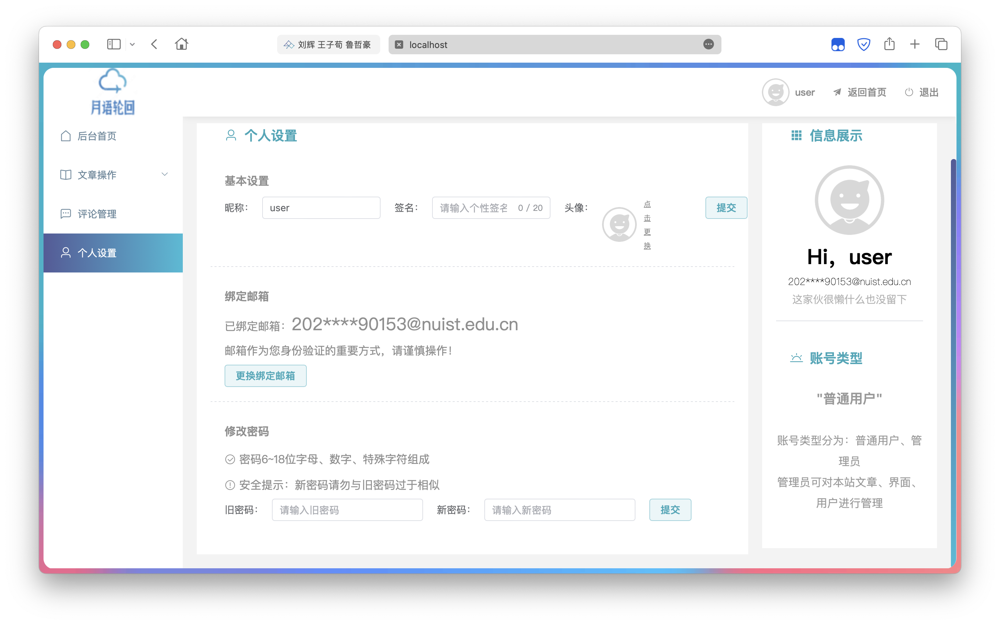 刘辉 王子荀 鲁哲豪
localhost
月语轮回
user
返回首页
退出
后台首页
文章操作
评论管理
个人设置
个人设置
基本设置
昵称：
user
签名：
请输入个性签名 0 / 20
头像：
点
击
更
换
提交
绑定邮箱
已绑定邮箱：202****90153@nuist.edu.cn
邮箱作为您身份验证的重要方式，请谨慎操作！
更换绑定邮箱
修改密码
密码6~18位字母、数字、特殊字符组成
安全提示：新密码请勿与旧密码过于相似
旧密码：
请输入旧密码
新密码：
请输入新密码
提交
信息展示
Hi，user
202****90153@nuist.edu.cn
这家伙很懒什么也没留下
账号类型
"普通用户"
账号类型分为：普通用户、管
理员
管理员可对本站文章、界面、
用户进行管理